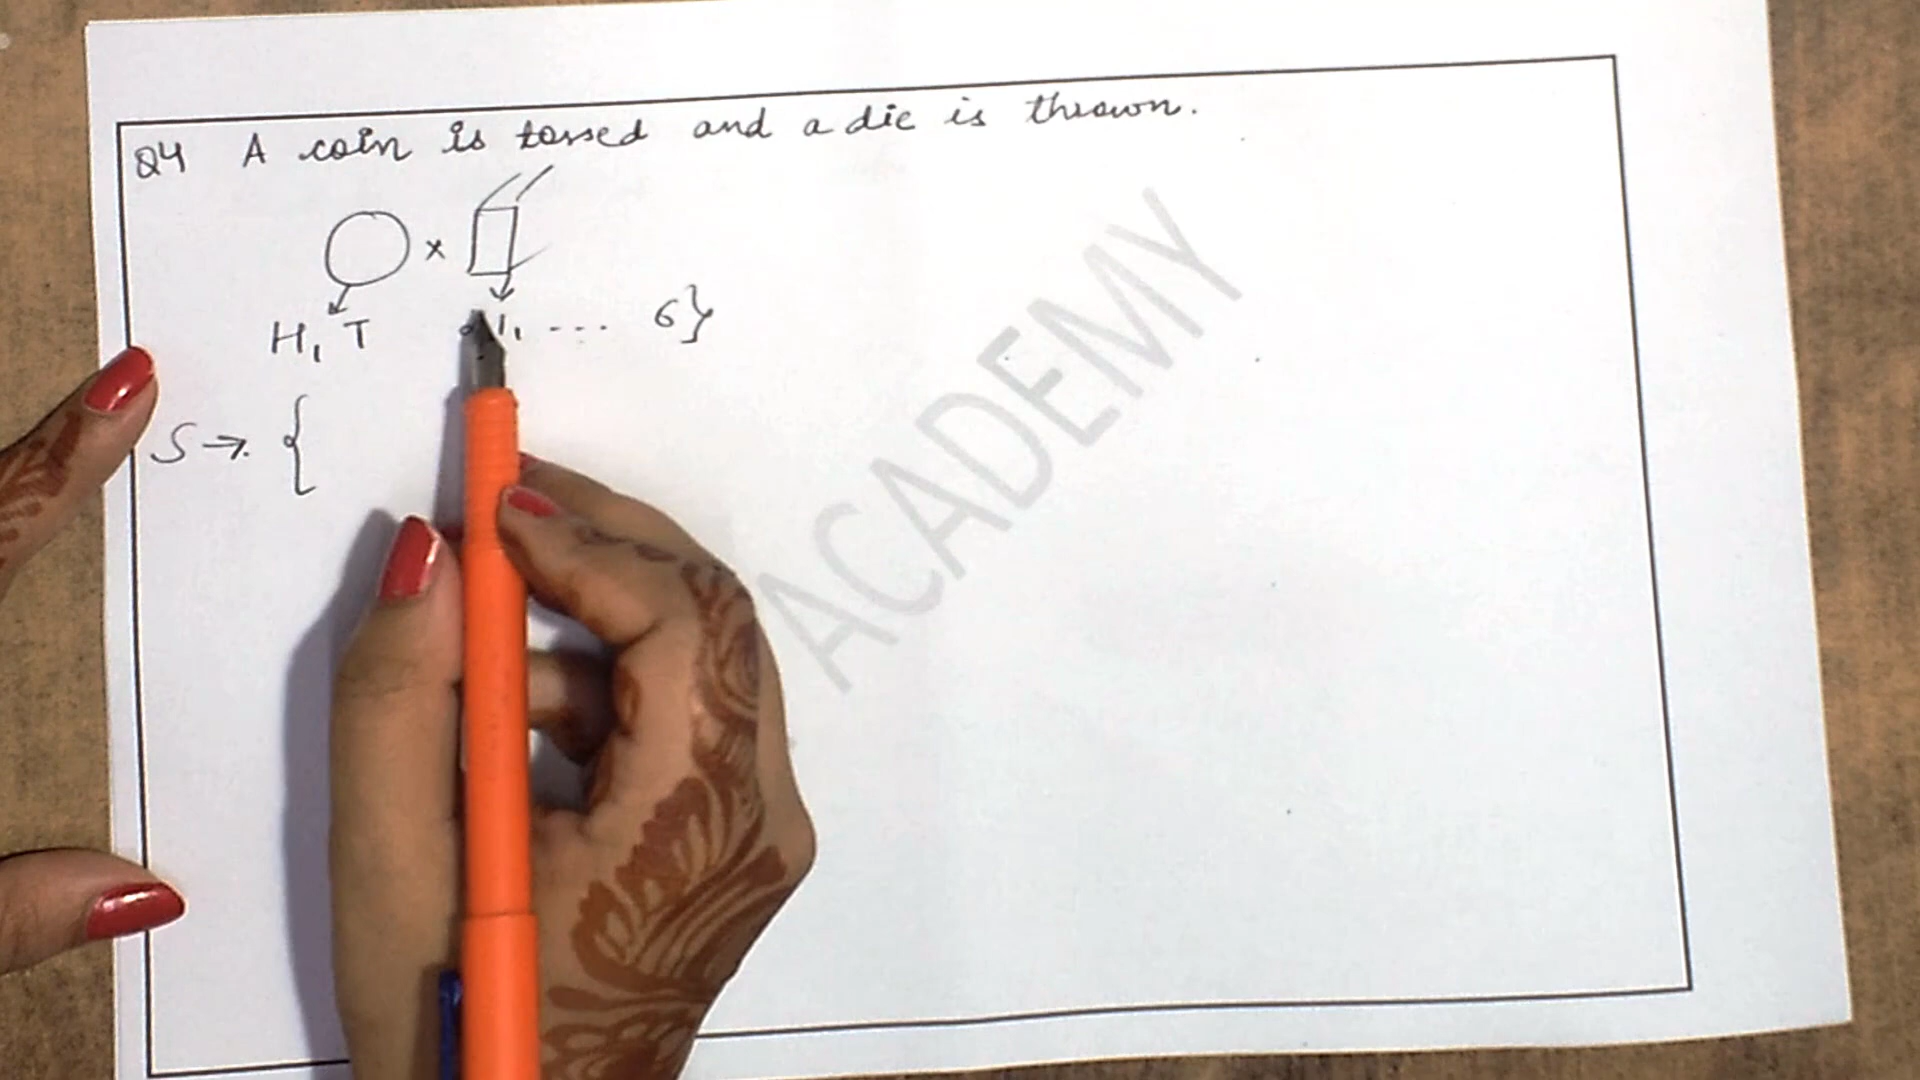 Q4 A coin is tossed and a die is thrown.
×
H, T 1, --- 6}
S → {
ACADEMY